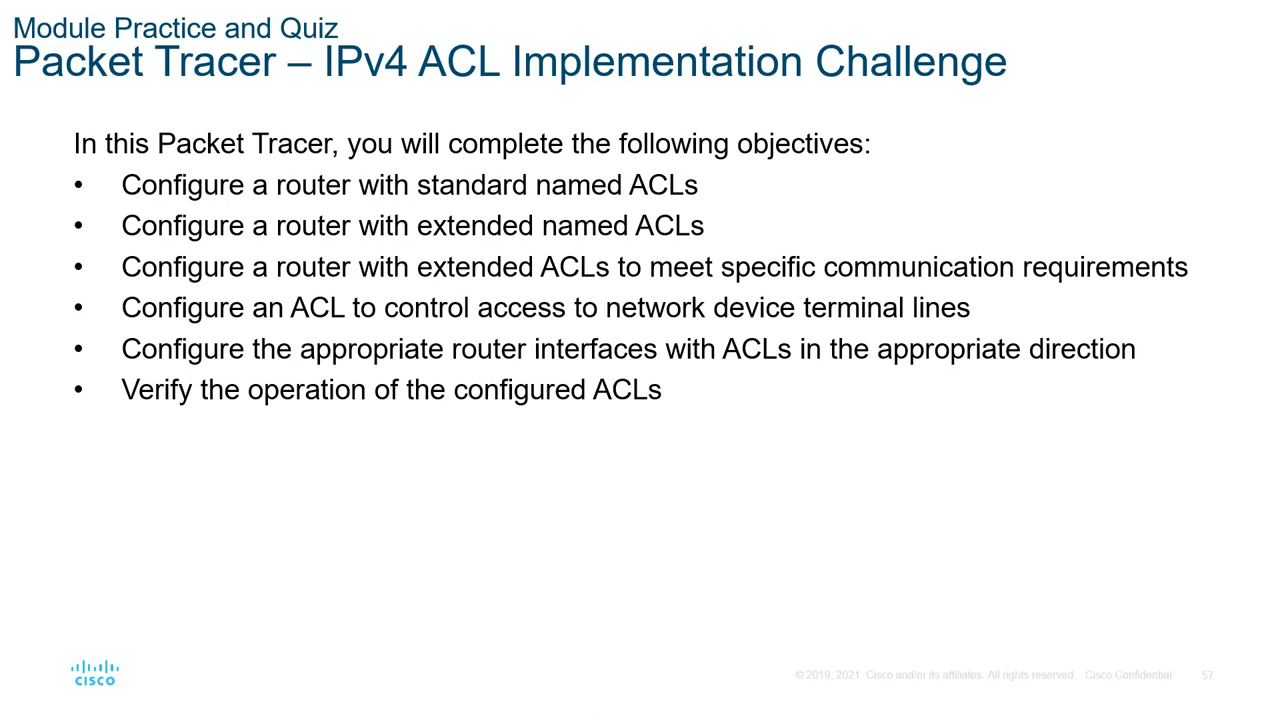 Module Practice and Quiz
Packet Tracer – IPv4 ACL Implementation Challenge
In this Packet Tracer, you will complete the following objectives:
• Configure a router with standard named ACLs
• Configure a router with extended named ACLs
• Configure a router with extended ACLs to meet specific communication requirements
• Configure an ACL to control access to network device terminal lines
• Configure the appropriate router interfaces with ACLs in the appropriate direction
• Verify the operation of the configured ACLs
CISCO
© 2019, 2021 Cisco and/or its affiliates. All rights reserved. Cisco Confidential
57